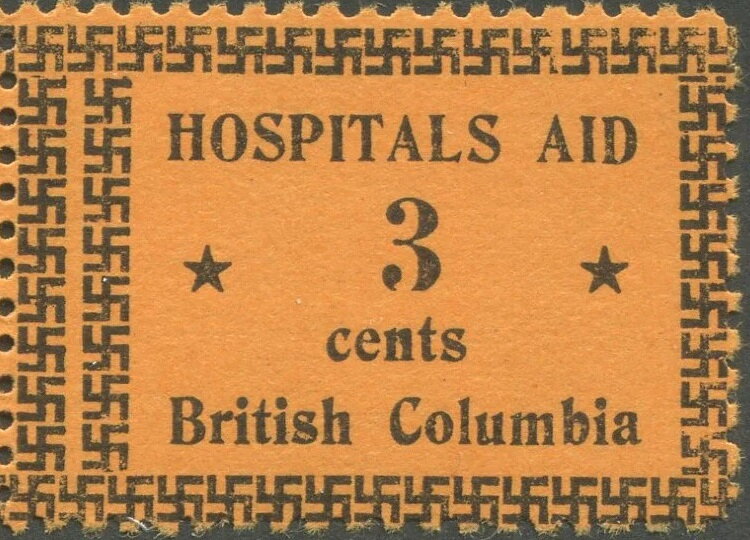 HOSPITALS AID
3
cents
British Columbia